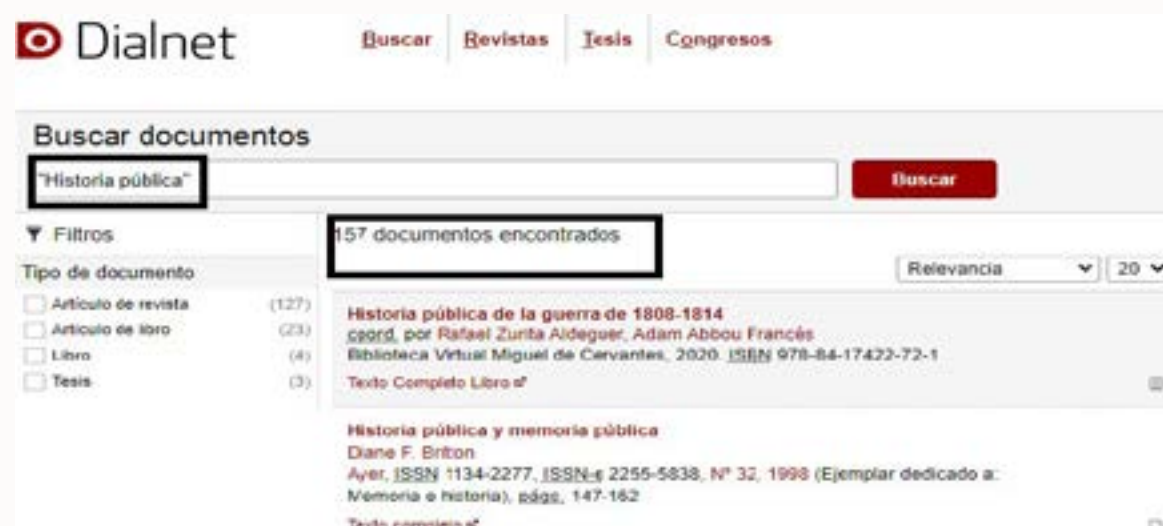 Dialnet
Buscar Revistas Tesis Congresos
Buscar documentos
"Historia pública"
Buscar
Filtros
157 documentos encontrados
Tipo de documento
Relevancia 20
Artículo de revista (127)
Artículo de libro (23)
Libro (4)
Tesis (3)
Historia pública de la guerra de 1808-1814
coord. por Rafael Zurita Aldeguer, Adam Abbou Francés
Biblioteca Virtual Miguel de Cervantes, 2020. ISBN 978-84-17422-72-1
Texto Completo Libro
Historia pública y memoria pública
Diane F. Britton
Ayer, ISSN 1134-2277, ISSN-e 2255-5838, Nº 32, 1998 (Ejemplar dedicado a:
Memoria e historia), págs. 147-162
Texto completo